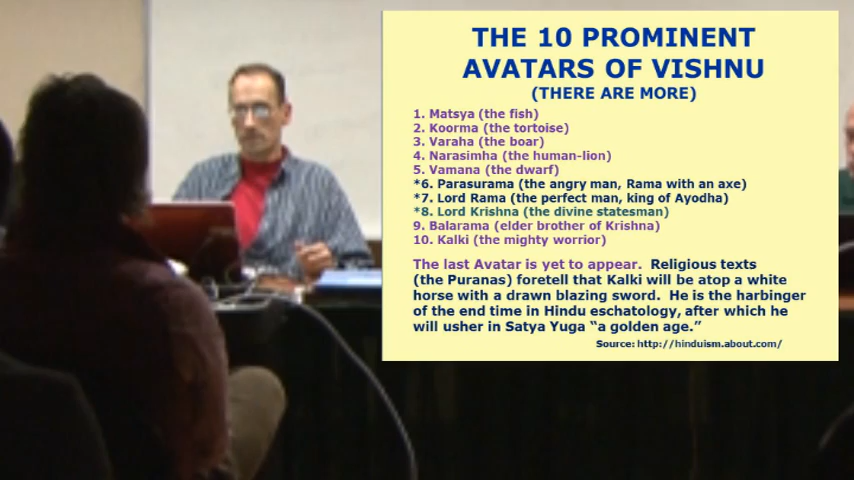 THE 10 PROMINENT
AVATARS OF VISHNU
(THERE ARE MORE)
1. Matsya (the fish)
2. Koorma (the tortoise)
3. Varaha (the boar)
4. Narasimha (the human-lion)
5. Vamana (the dwarf)
*6. Parasurama (the angry man, Rama with an axe)
*7. Lord Rama (the perfect man, king of Ayodha)
*8. Lord Krishna (the divine statesman)
9. Balarama (elder brother of Krishna)
10. Kalki (the mighty worrior)
The last Avatar is yet to appear. Religious texts
(the Puranas) foretell that Kalki will be atop a white
horse with a drawn blazing sword. He is the harbinger
of the end time in Hindu eschatology, after which he
will usher in Satya Yuga “a golden age.”
Source: http://hinduism.about.com/